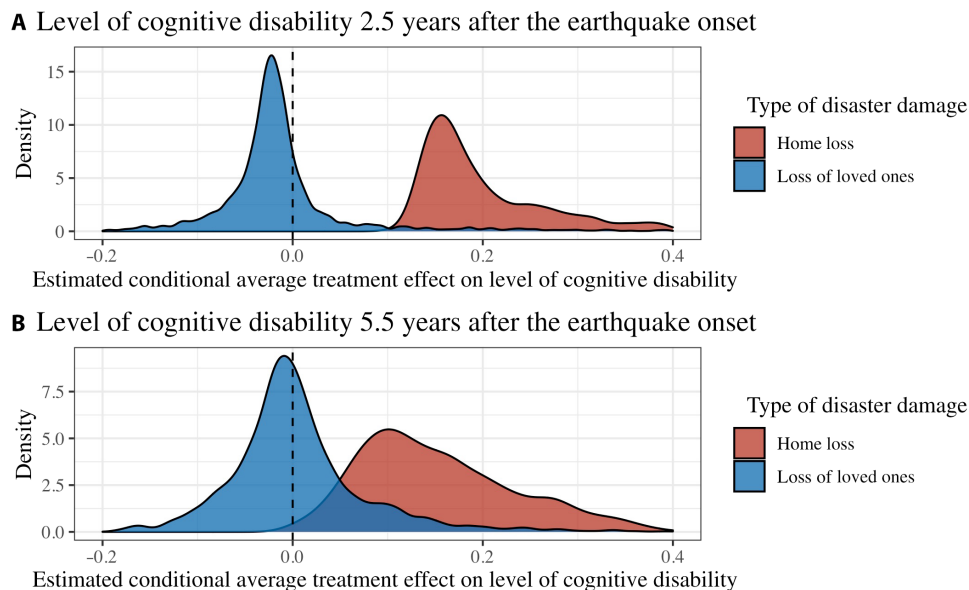 A Level of cognitive disability 2.5 years after the earthquake onset
15
10
5
0
Density
-0.2 0.0 0.2 0.4
Estimated conditional average treatment effect on level of cognitive disability
Type of disaster damage
Home loss
Loss of loved ones
B Level of cognitive disability 5.5 years after the earthquake onset
7.5
5.0
2.5
0.0
Density
-0.2 0.0 0.2 0.4
Estimated conditional average treatment effect on level of cognitive disability
Type of disaster damage
Home loss
Loss of loved ones